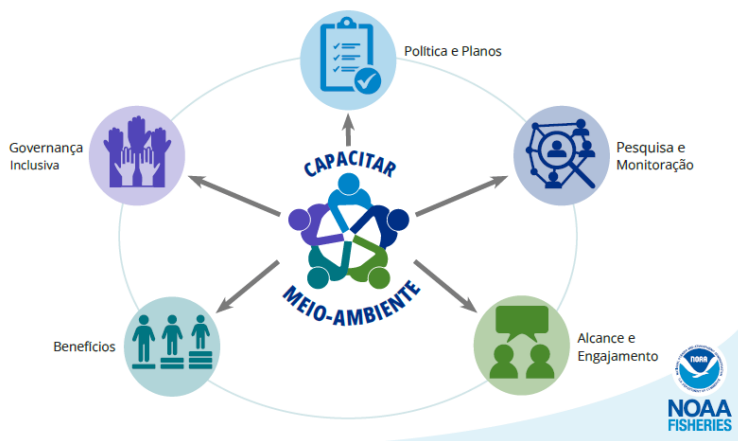 Política e Planos
Governança
Inclusiva
CAPACITAR
Pesquisa e
Monitoração
MEIO-AMBIENTE
Benefícios
Alcance e
Engajamento
NOAA
NOAA
FISHERIES